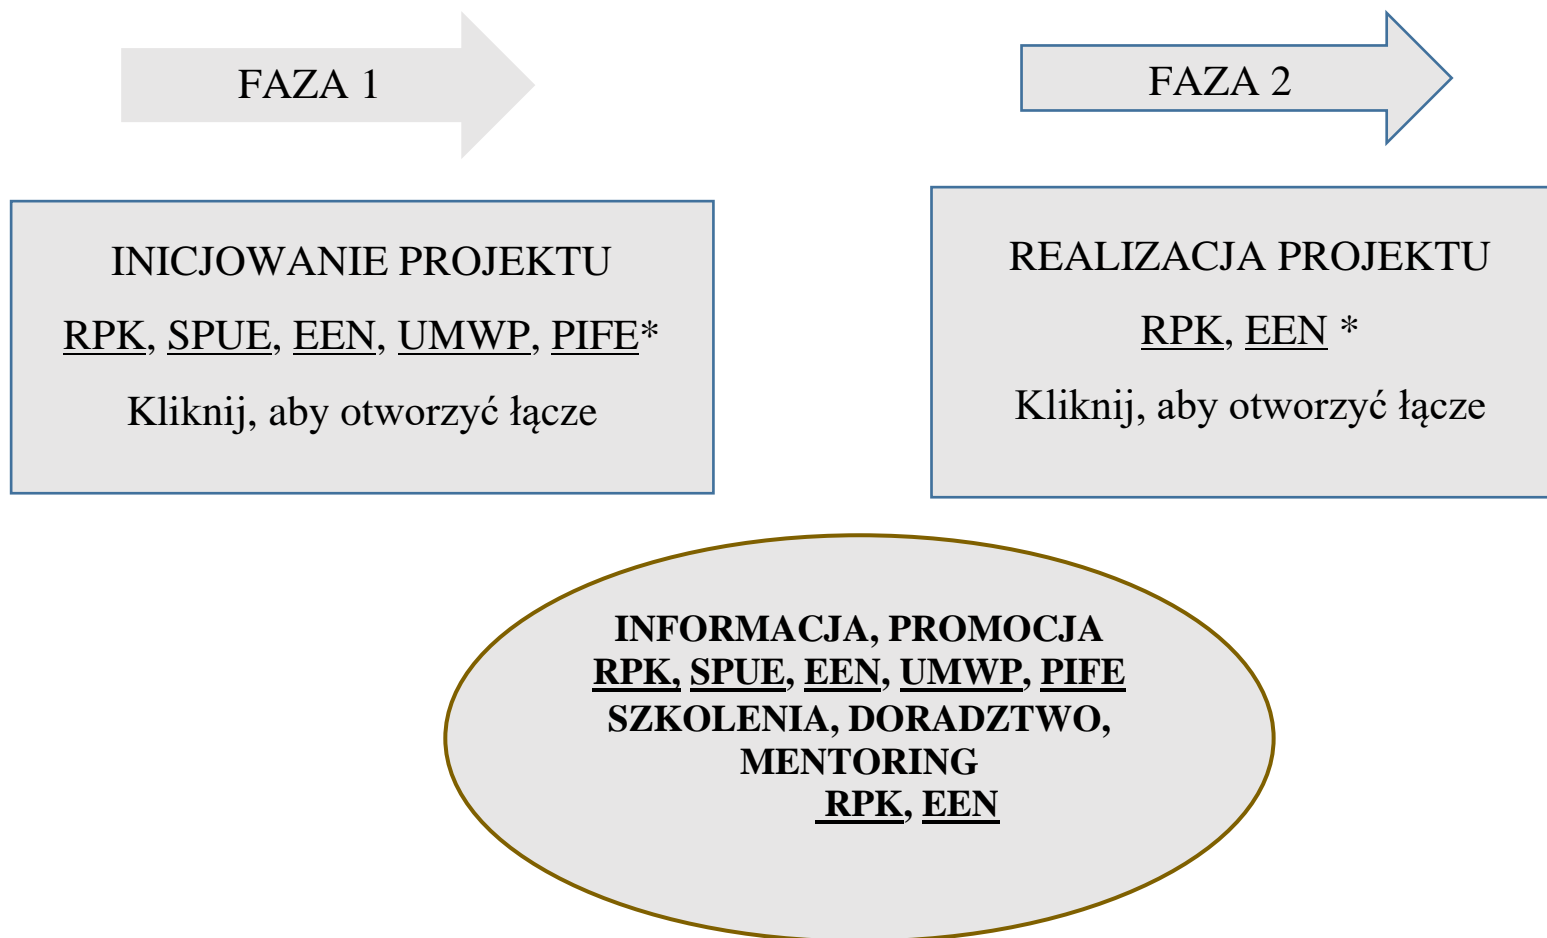 FAZA 1
FAZA 2
INICJOWANIE PROJEKTU
RPK, SPUE, EEN, UMWP, PIFE*
Kliknij, aby otworzyć łącze
REALIZACJA PROJEKTU
RPK, EEN *
Kliknij, aby otworzyć łącze
INFORMACJA, PROMOCJA
RPK, SPUE, EEN, UMWP, PIFE
SZKOLENIA, DORADZTWO,
MENTORING
RPK, EEN